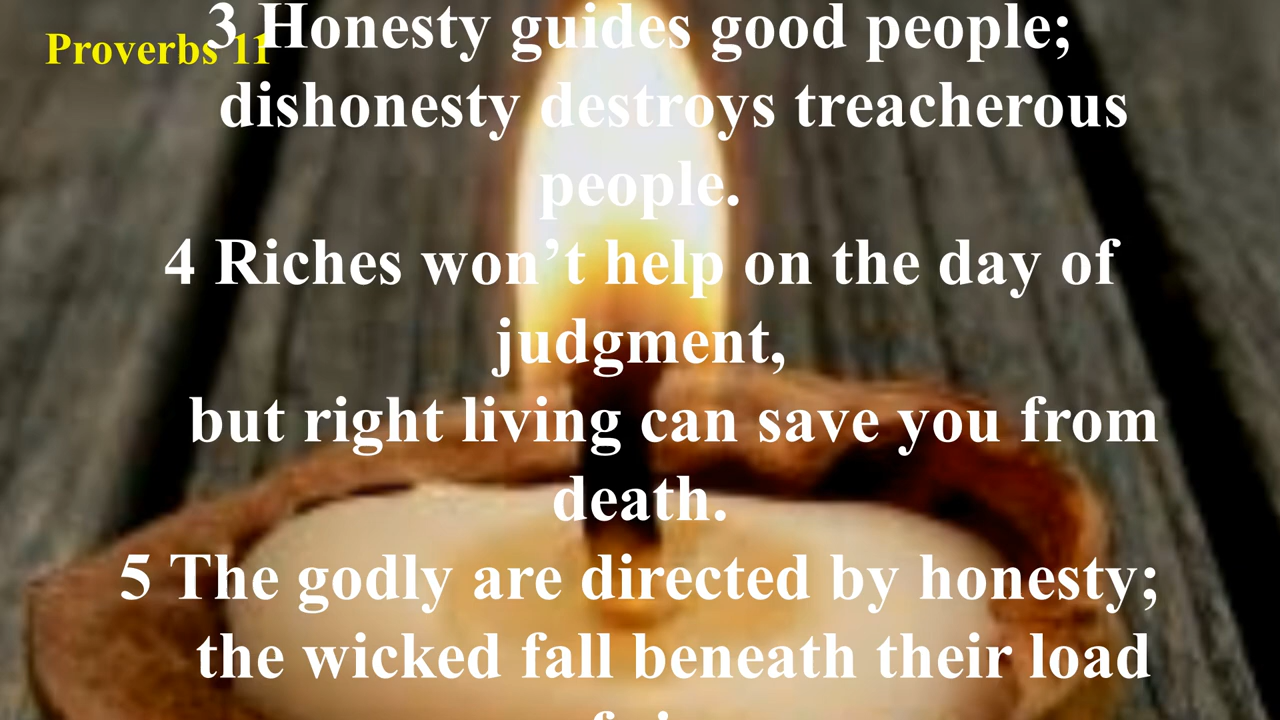 Proverbs 11
3 Honesty guides good people;
dishonesty destroys treacherous
people.
4 Riches won’t help on the day of
judgment,
but right living can save you from
death.
5 The godly are directed by honesty;
the wicked fall beneath their load